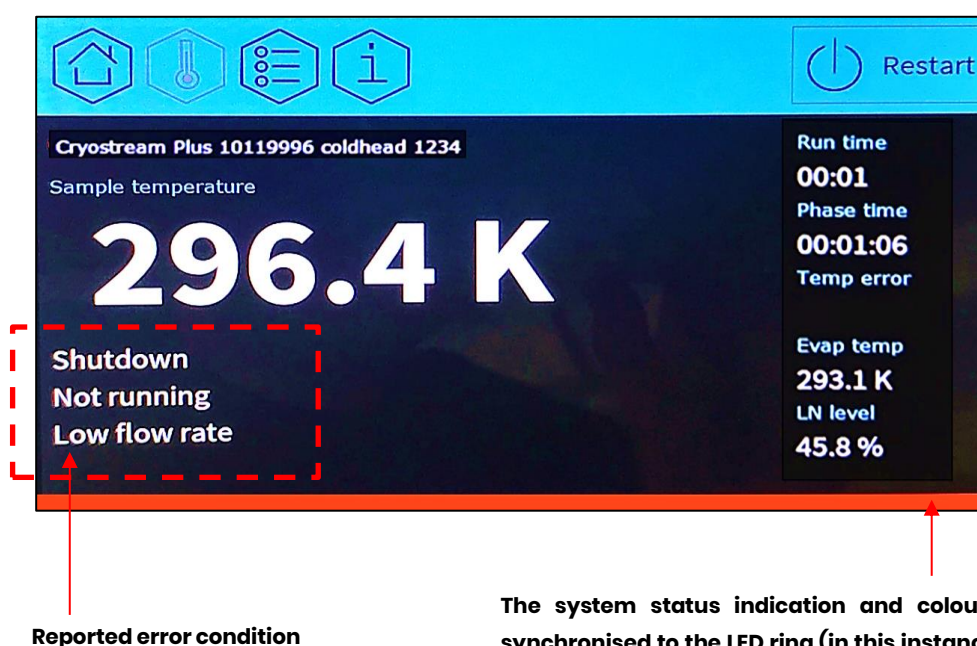 Restart
Cryostream Plus 10119996 coldhead 1234
Sample temperature
296.4 K
Shutdown
Not running
Low flow rate
Run time
00:01
Phase time
00:01:06
Temp error
Evap temp
293.1 K
LN level
45.8 %
Reported error condition
The system status indication and colou
synchronised to the LED ring (in this instanc